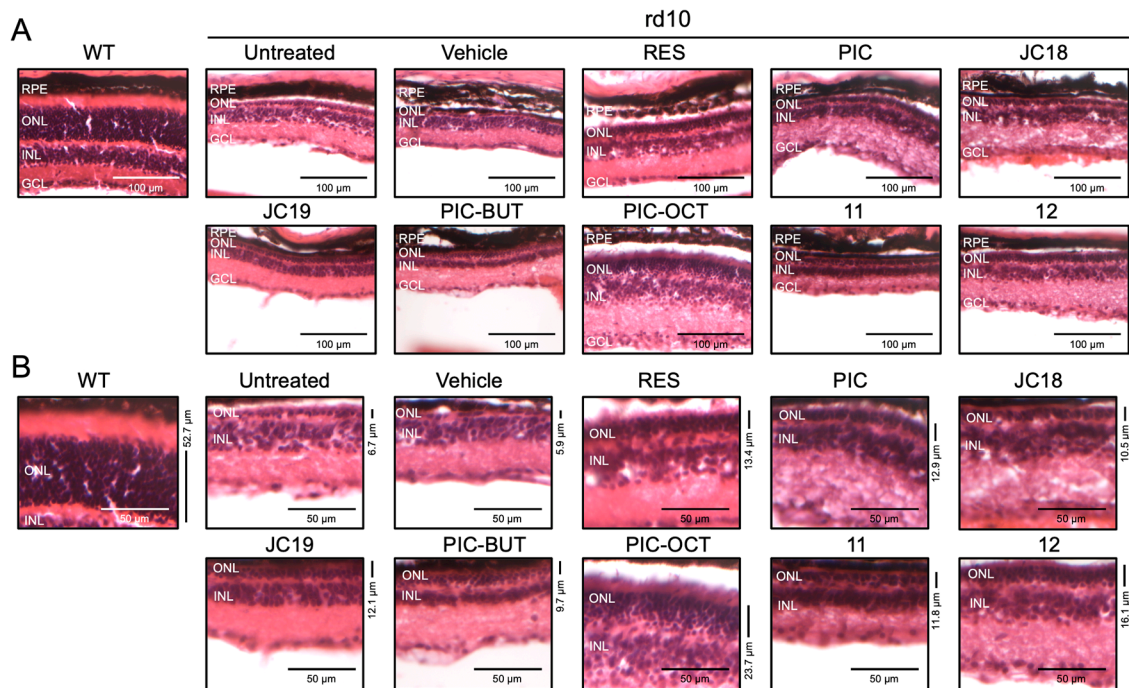 rd10
A
WT Untreated Vehicle RES PIC JC18
RPE ONL INL GCL 100 µm
RPE ONL INL GCL 100 µm
RPE ONL INL GCL 100 µm
RPE ONL INL GCL 100 µm
RPE ONL INL GCL 100 µm
RPE ONL INL GCL 100 µm
JC19 PIC-BUT PIC-OCT 11 12
RPE ONL INL GCL 100 µm
RPE ONL INL GCL 100 µm
RPE ONL INL GCL 100 µm
RPE ONL INL GCL 100 µm
RPE ONL INL GCL 100 µm
B
WT Untreated Vehicle RES PIC JC18
ONL INL 50 µm 52.7 µm
ONL INL 50 µm 6.7 µm
ONL INL 50 µm 5.9 µm
ONL INL 50 µm 13.4 µm
ONL INL 50 µm 12.9 µm
ONL INL 50 µm 10.5 µm
JC19 PIC-BUT PIC-OCT 11 12
ONL INL 50 µm 12.1 µm
ONL INL 50 µm 9.7 µm
ONL INL 50 µm 23.7 µm
ONL INL 50 µm 11.8 µm
ONL INL 50 µm 16.1 µm